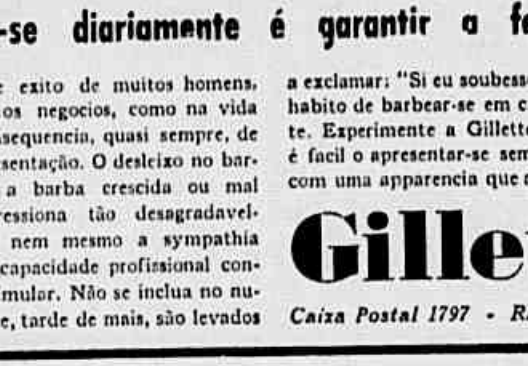 -se diariamente é garantir a fe
e exito de muitos homens,
os negocios, como na vida
sequencia, quasi sempre, de
sentação. O desleixo no bar-
a barba crescida ou mal
ressiona tão desagradavel-
nem mesmo a sympathia
capacidade profissional con-
mular. Não se inclua no nu-
e, tarde de mais, são levados
a exclamar: "Si eu soubesse
habito de barbear-se em c
te. Experimente a Gillette
é facil o apresentar-se sem
com uma apparencia que a
Gille
Caixa Postal 1797 - R